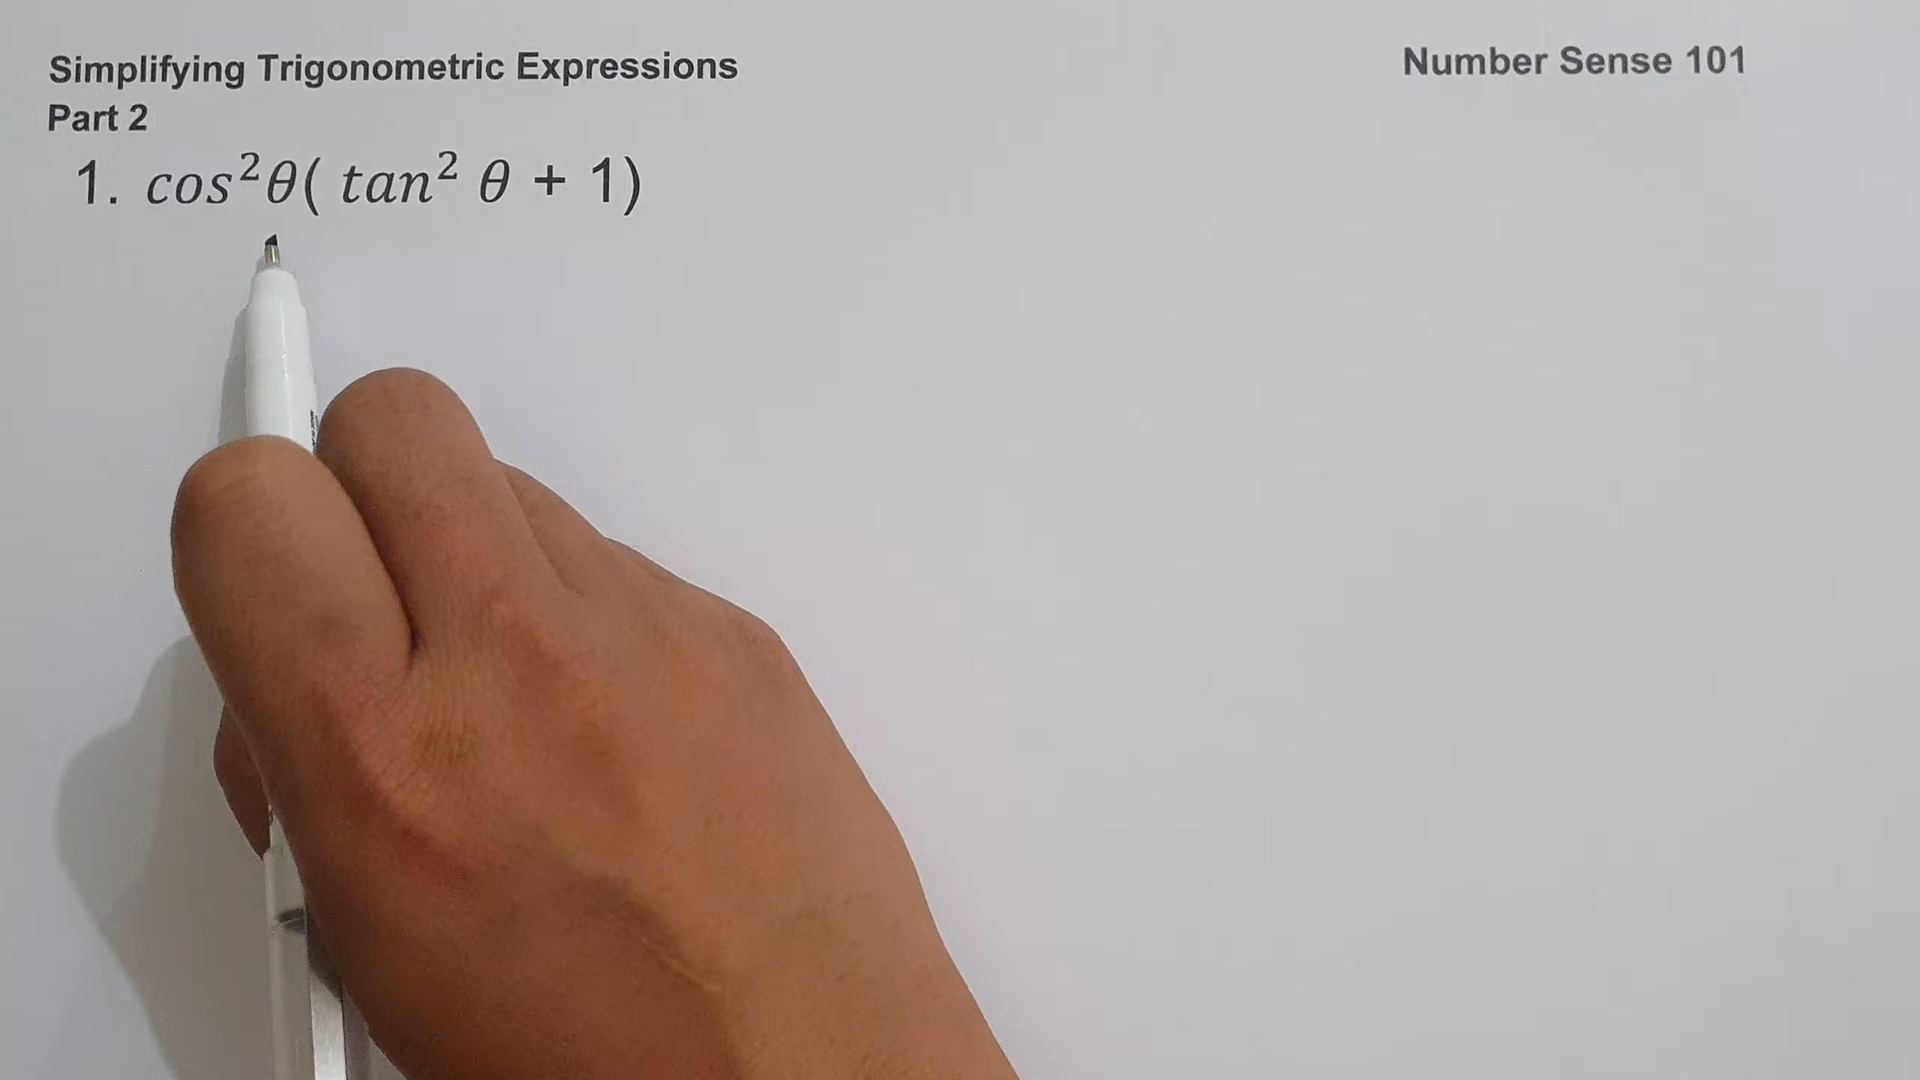 Simplifying Trigonometric Expressions
Number Sense 101
Part 2
1. cos²θ( tan² θ + 1)